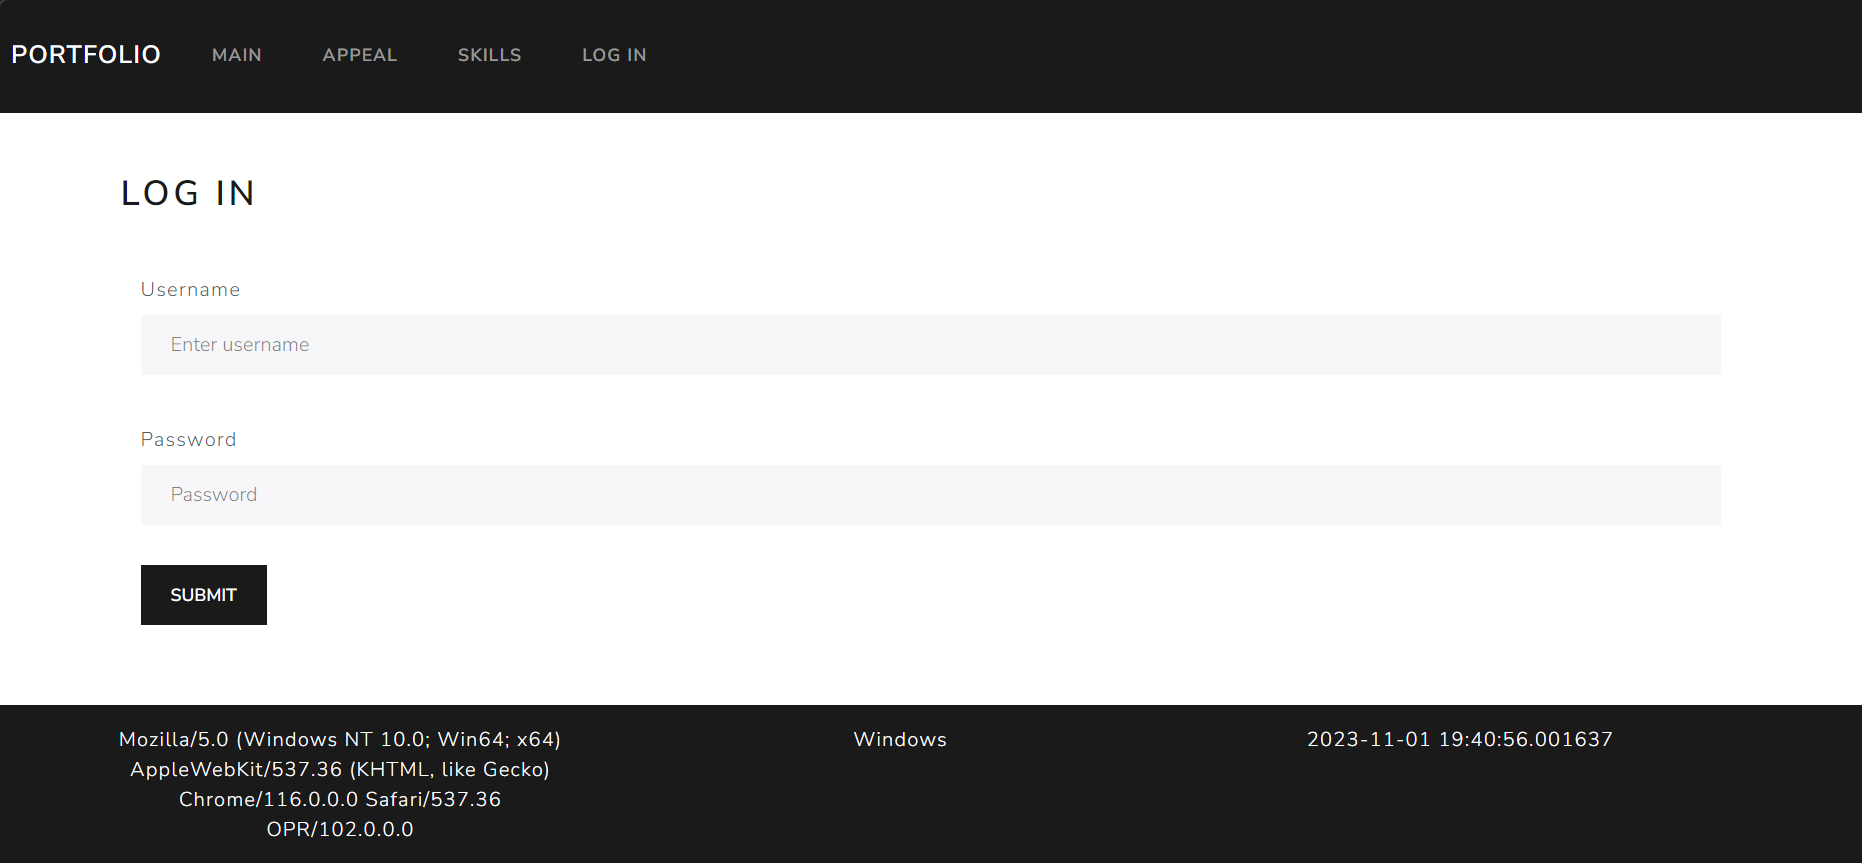 PORTFOLIO MAIN APPEAL SKILLS LOG IN
LOG IN
Username
Enter username
Password
Password
SUBMIT
Mozilla/5.0 (Windows NT 10.0; Win64; x64)
AppleWebKit/537.36 (KHTML, like Gecko)
Chrome/116.0.0.0 Safari/537.36
OPR/102.0.0.0
Windows
2023-11-01 19:40:56.001637